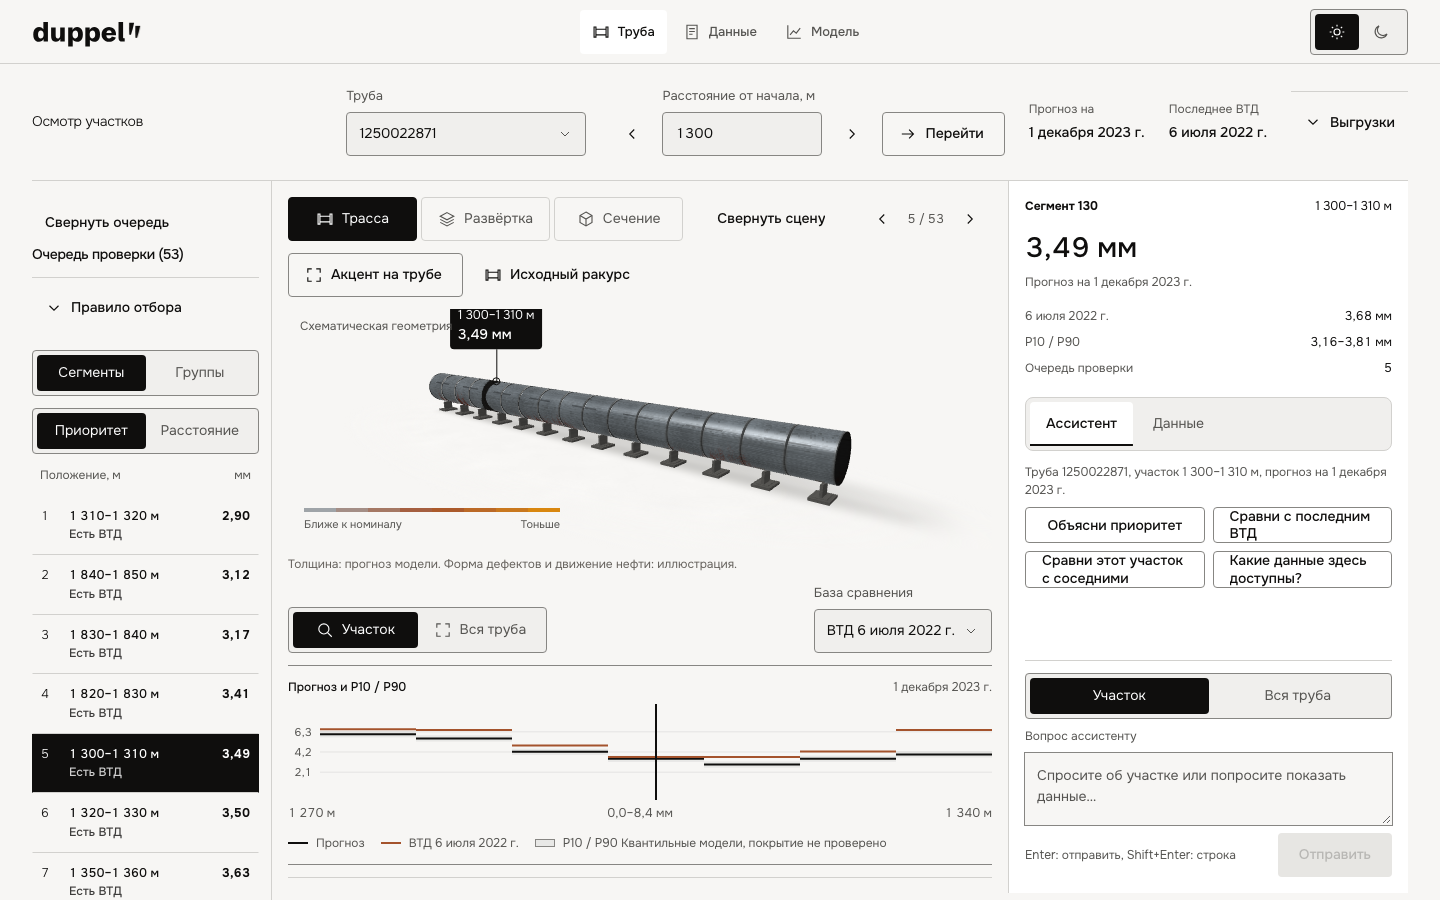 duppel
Труба
Данные
Модель
Осмотр участков
Труба
1250022871
Расстояние от начала, м
1 300
Перейти
Прогноз на
1 декабря 2023 г.
Последнее ВТД
6 июля 2022 г.
Выгрузки
Свернуть очередь
Очередь проверки (53)
Правило отбора
Сегменты
Группы
Приоритет
Расстояние
Положение, м
мм
1 1 310–1 320 м 2,90
Есть ВТД
2 1 840–1 850 м 3,12
Есть ВТД
3 1 830–1 840 м 3,17
Есть ВТД
4 1 820–1 830 м 3,41
Есть ВТД
5 1 300–1 310 м 3,49
Есть ВТД
6 1 320–1 330 м 3,50
Есть ВТД
7 1 350–1 360 м 3,63
Есть ВТД
Трасса
Развёртка
Сечение
Свернуть сцену
5 / 53
Акцент на трубе
Исходный ракурс
Схематическая геометрия
1 300–1 310 м
3,49 мм
Ближе к номиналу
Тоньше
Толщина: прогноз модели. Форма дефектов и движение нефти: иллюстрация.
Участок
Вся труба
База сравнения
ВТД 6 июля 2022 г.
Прогноз и P10 / P90
1 декабря 2023 г.
6,3
4,2
2,1
1 270 м
0,0–8,4 мм
1 340 м
Прогноз
ВТД 6 июля 2022 г.
P10 / P90 Квантильные модели, покрытие не проверено
Сегмент 130
1 300–1 310 м
3,49 мм
Прогноз на 1 декабря 2023 г.
6 июля 2022 г. 3,68 мм
P10 / P90 3,16–3,81 мм
Очередь проверки 5
Ассистент
Данные
Труба 1250022871, участок 1 300–1 310 м, прогноз на 1 декабря
2023 г.
Объясни приоритет
Сравни с последним
ВТД
Сравни этот участок
с соседними
Какие данные здесь
доступны?
Участок
Вся труба
Вопрос ассистенту
Спросите об участке или попросите показать
данные…
Enter: отправить, Shift+Enter: строка
Отправить